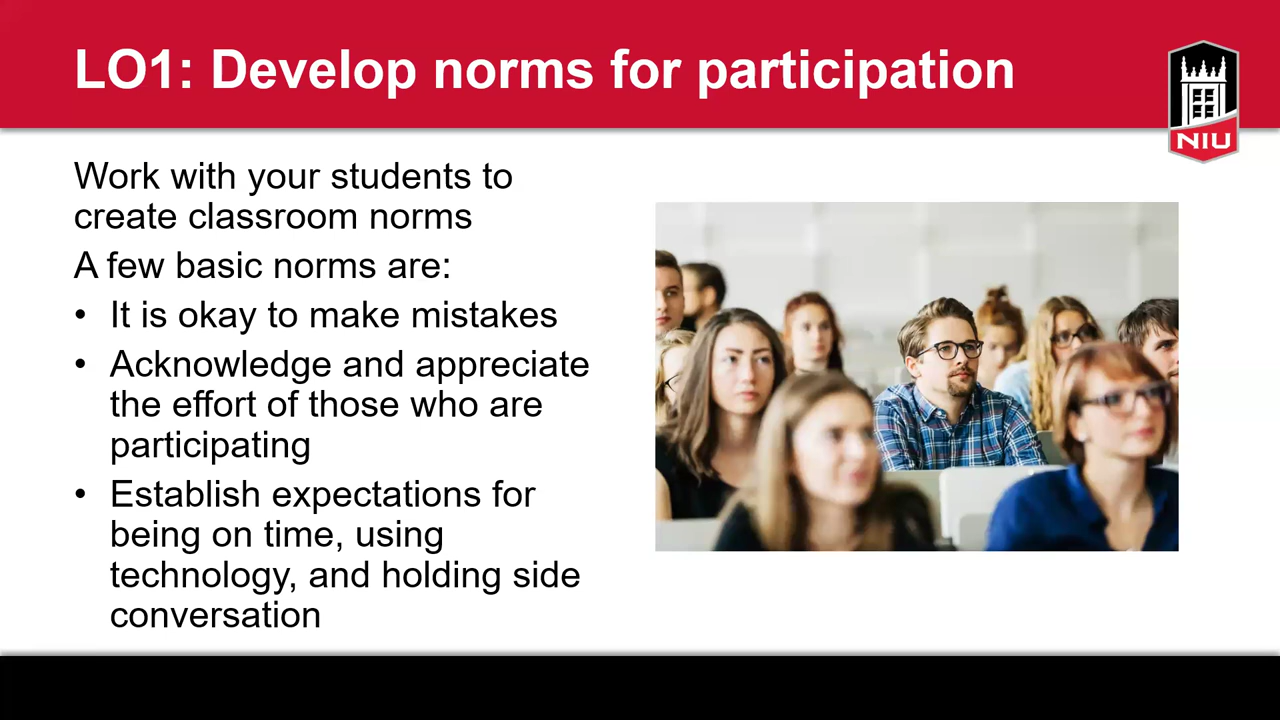 LO1: Develop norms for participation
NIU
Work with your students to
create classroom norms
A few basic norms are:
• It is okay to make mistakes
• Acknowledge and appreciate
the effort of those who are
participating
• Establish expectations for
being on time, using
technology, and holding side
conversation